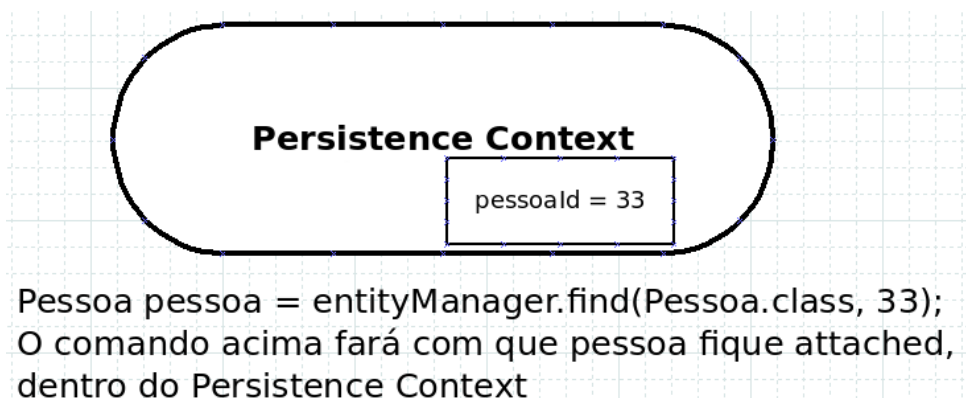 Persistence Context
pessoaId = 33
Pessoa pessoa = entityManager.find(Pessoa.class, 33);
O comando acima fará com que pessoa fique attached,
dentro do Persistence Context